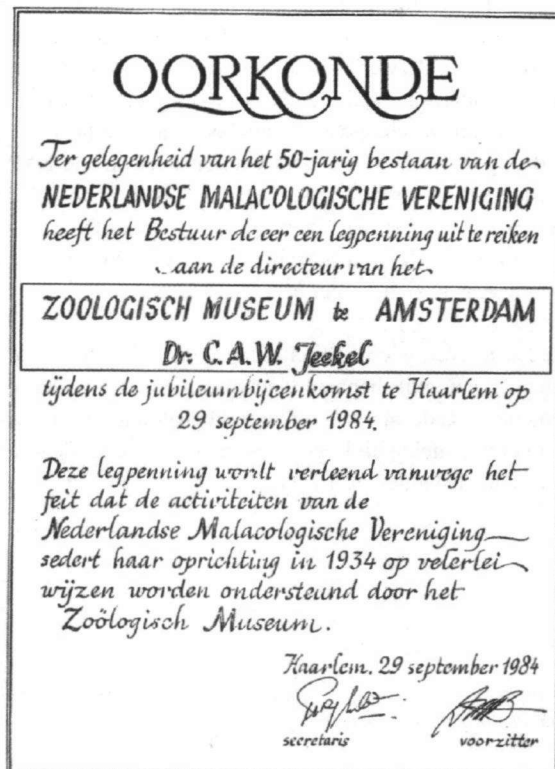 OORKONDE
Ter gelegenheid van het 50-jarig bestaan van de
NEDERLANDSE MALACOLOGISCHE VERENIGING
heeft het Bestuur de eer een legpenning uit te reiken
aan de directeur van het
ZOOLOGISCH MUSEUM te AMSTERDAM
Dr. C.A.W. Jeekel
tijdens de jubileumbijeenkomst te Haarlem op
29 september 1984.
Deze legpenning wordt verleend vanwege het
feit dat de activiteiten van de
Nederlandse Malacologische Vereniging
sedert haar oprichting in 1934 op velerlei
wijzen worden ondersteund door het
Zoölogisch Museum.
Haarlem, 29 september 1984
secretaris voorzitter